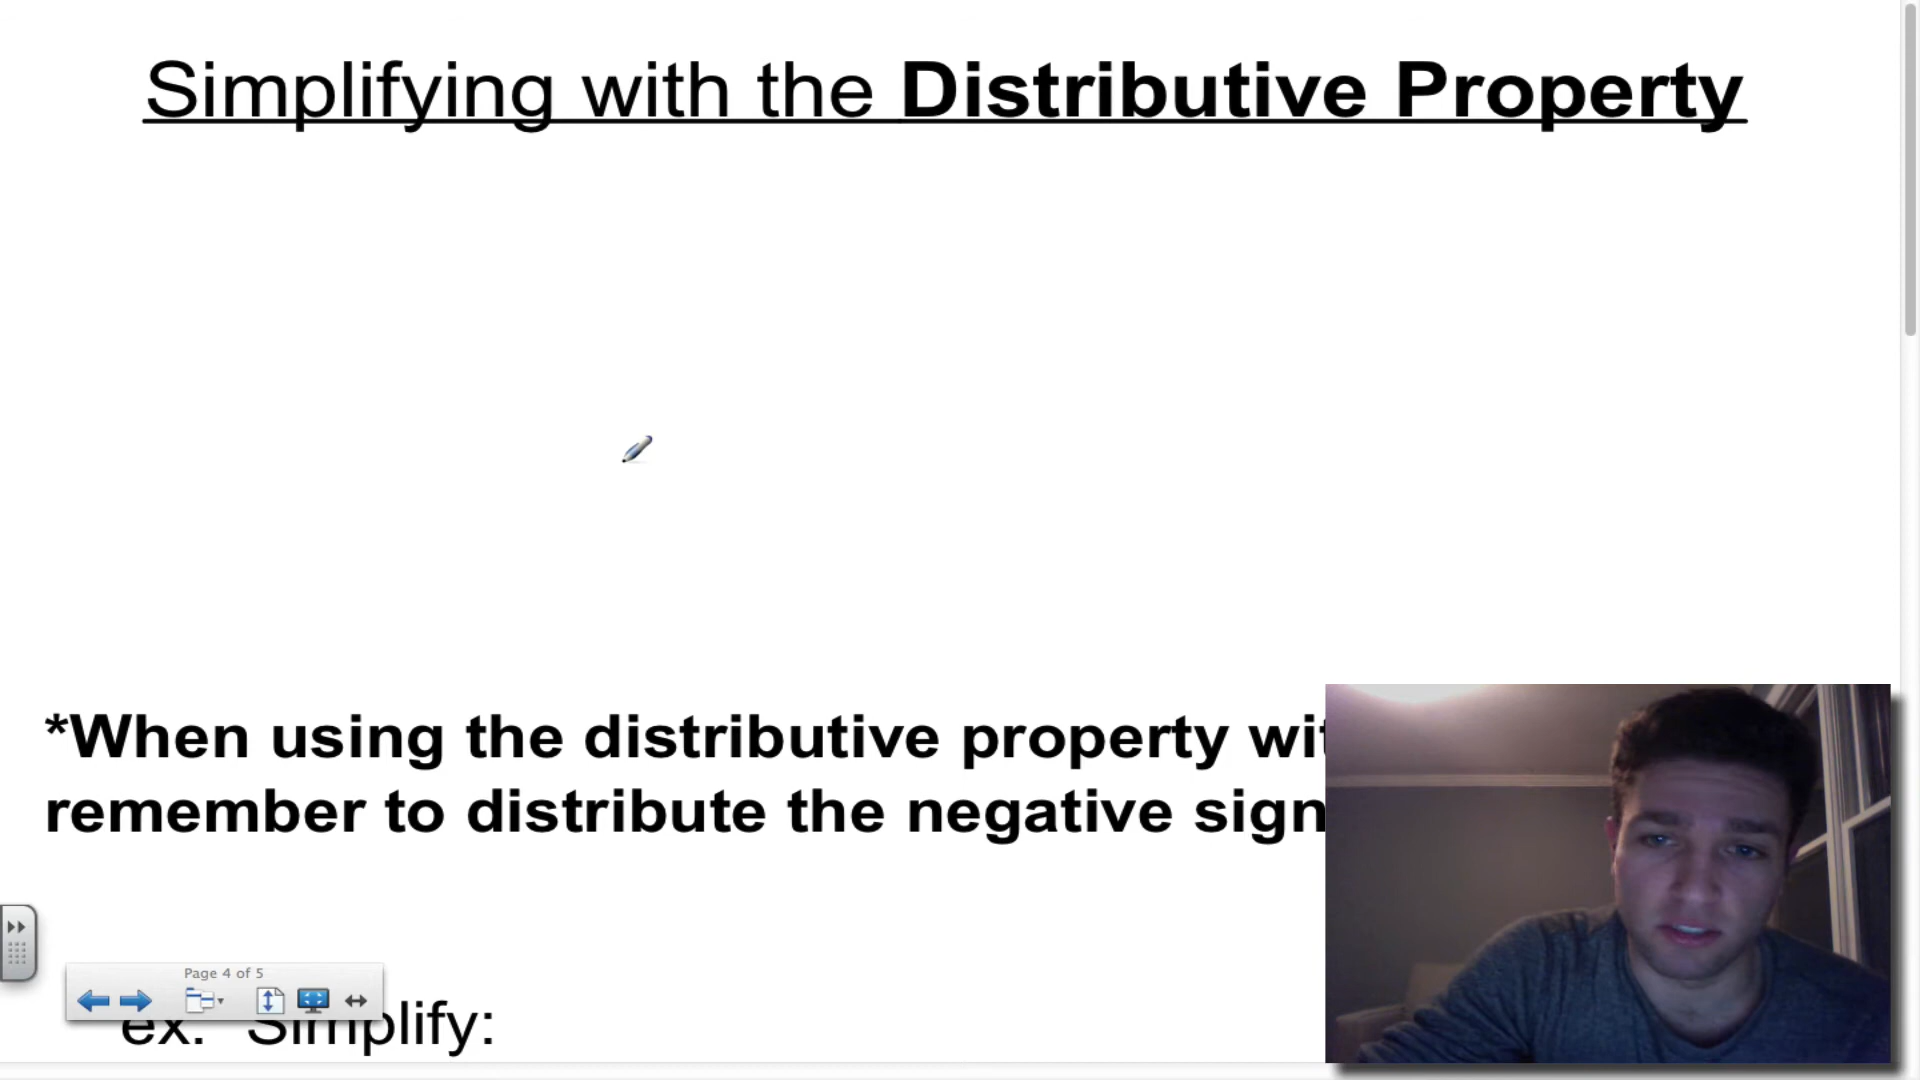 Simplifying with the Distributive Property
*When using the distributive property
remember to distribute the negative sign
Page 4 of 5
ex. Simplify: